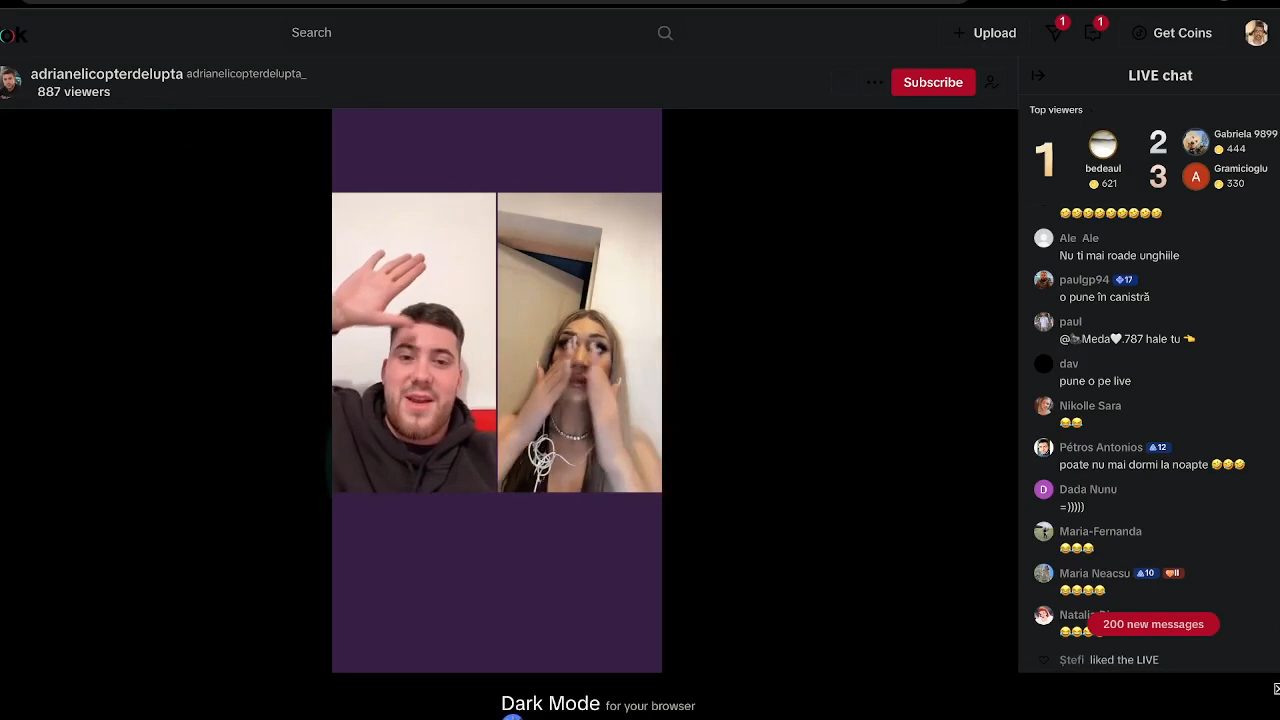 ok
Search
Upload
1
1
Get Coins
adrianelicopterdelupta adrianelicopterdelupta_
887 viewers
Subscribe
LIVE chat
Top viewers
1
bedeaul
621
2
Gabriela 9899
444
3
A
Gramicioglu
330
🤣🤣🤣🤣🤣🤣🤣🤣🤣
Ale Ale
Nu ti mai roade unghiile
paulgp94 17
o pune în canistră
paul
@🦇Meda🤍.787 hale tu 👈
dav
pune o pe live
Nikolle Sara
😂😂
Pétros Antonios 12
poate nu mai dormi la noapte 🤣🤣🤣
D
Dada Nunu
=)))))
Maria-Fernanda
😂😂😂
Maria Neacsu 10 II
😂😂😂😂
Natali
200 new messages
Ștefi liked the LIVE
Dark Mode for your browser